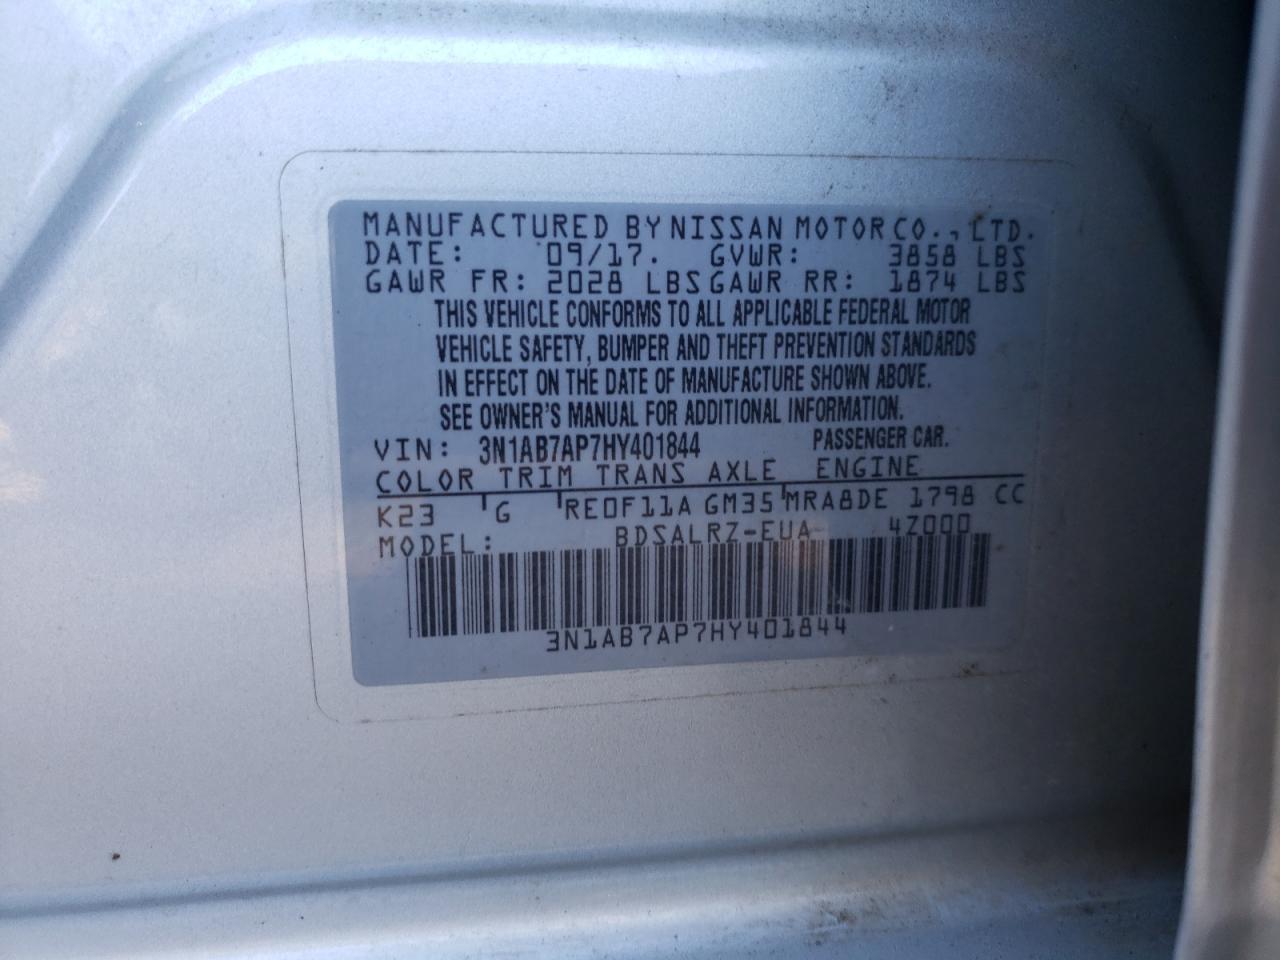 MANUFACTURED BY NISSAN MOTOR CO., LTD.
DATE: 09/17. GVWR: 3858 LBS
GAWR FR: 2028 LBS GAWR RR: 1874 LBS
THIS VEHICLE CONFORMS TO ALL APPLICABLE FEDERAL MOTOR
VEHICLE SAFETY, BUMPER AND THEFT PREVENTION STANDARDS
IN EFFECT ON THE DATE OF MANUFACTURE SHOWN ABOVE.
SEE OWNER'S MANUAL FOR ADDITIONAL INFORMATION.
VIN: 3N1AB7AP7HY401844 PASSENGER CAR.
COLOR TRIM TRANS AXLE ENGINE
K23 G RE0F11A GM35 MRA8DE 1798 CC
MODEL: BDSALRZ-EUA 4Z000
3N1AB7AP7HY401844